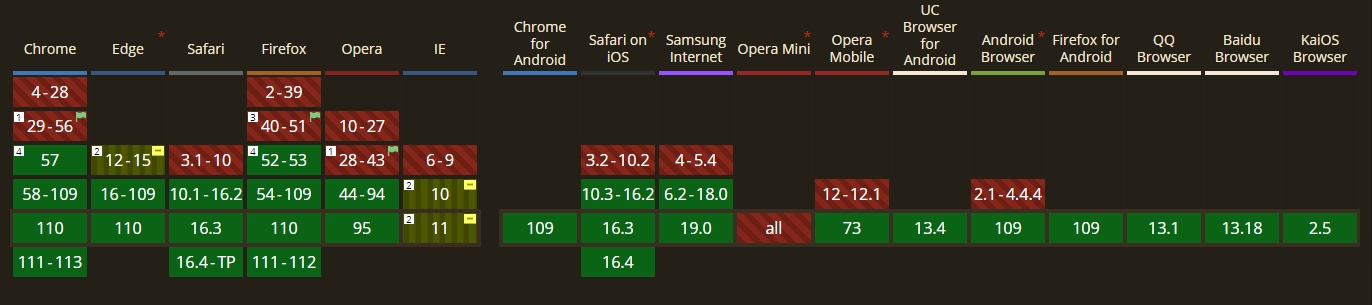 Chrome
Edge *
Safari
Firefox
Opera
IE
Chrome
for
Android
Safari on *
iOS
Samsung
Internet
Opera Mini *
Opera *
Mobile
UC
Browser
for
Android
Android *
Browser
Firefox for
Android
QQ
Browser
Baidu
Browser
KaiOS
Browser
4-28 2-39
1 29-56 3 40-51 10-27
4 57 2 12-15 3.1-10 4 52-53 1 28-43 6-9 3.2-10.2 4-5.4
58-109 16-109 10.1-16.2 54-109 44-94 2 10 10.3-16.2 6.2-18.0 12-12.1 2.1-4.4.4
110 110 16.3 110 95 2 11 109 16.3 19.0 all 73 13.4 109 109 13.1 13.18 2.5
111-113 16.4-TP 111-112 16.4